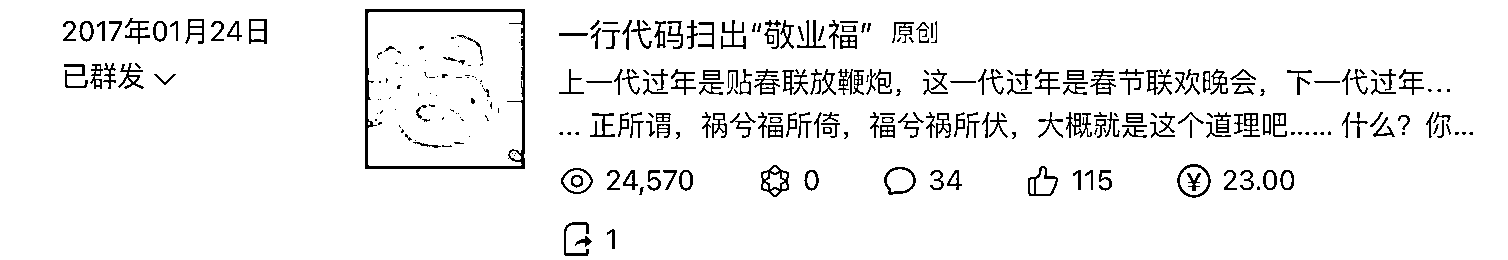 2017年01月24日
已群发
一行代码扫出“敬业福” 原创
上一代过年是贴春联放鞭炮，这一代过年是春节联欢晚会，下一代过年...
... 正所谓，祸兮福所倚，福兮祸所伏，大概就是这个道理吧...... 什么？你...
24,570 0 34 115 ¥ 23.00
1